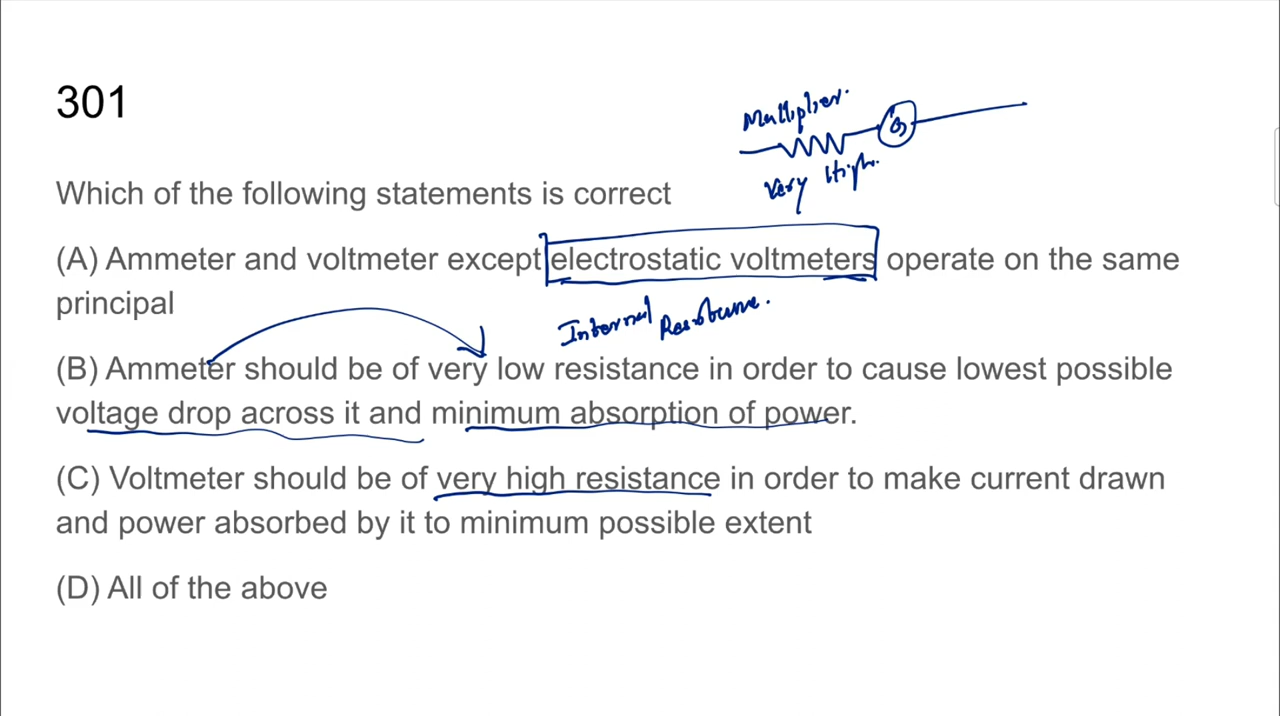 301
Multiplier.
G
Very High.
Which of the following statements is correct
(A) Ammeter and voltmeter except electrostatic voltmeters operate on the same
principal
Internal Resistance.
(B) Ammeter should be of very low resistance in order to cause lowest possible
voltage drop across it and minimum absorption of power.
(C) Voltmeter should be of very high resistance in order to make current drawn
and power absorbed by it to minimum possible extent
(D) All of the above